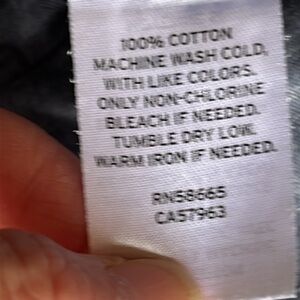 100% COTTON
MACHINE WASH COLD,
WITH LIKE COLORS.
ONLY NON-CHLORINE
BLEACH IF NEEDED.
TUMBLE DRY LOW.
WARM IRON IF NEEDED.
RN58665
CA57963